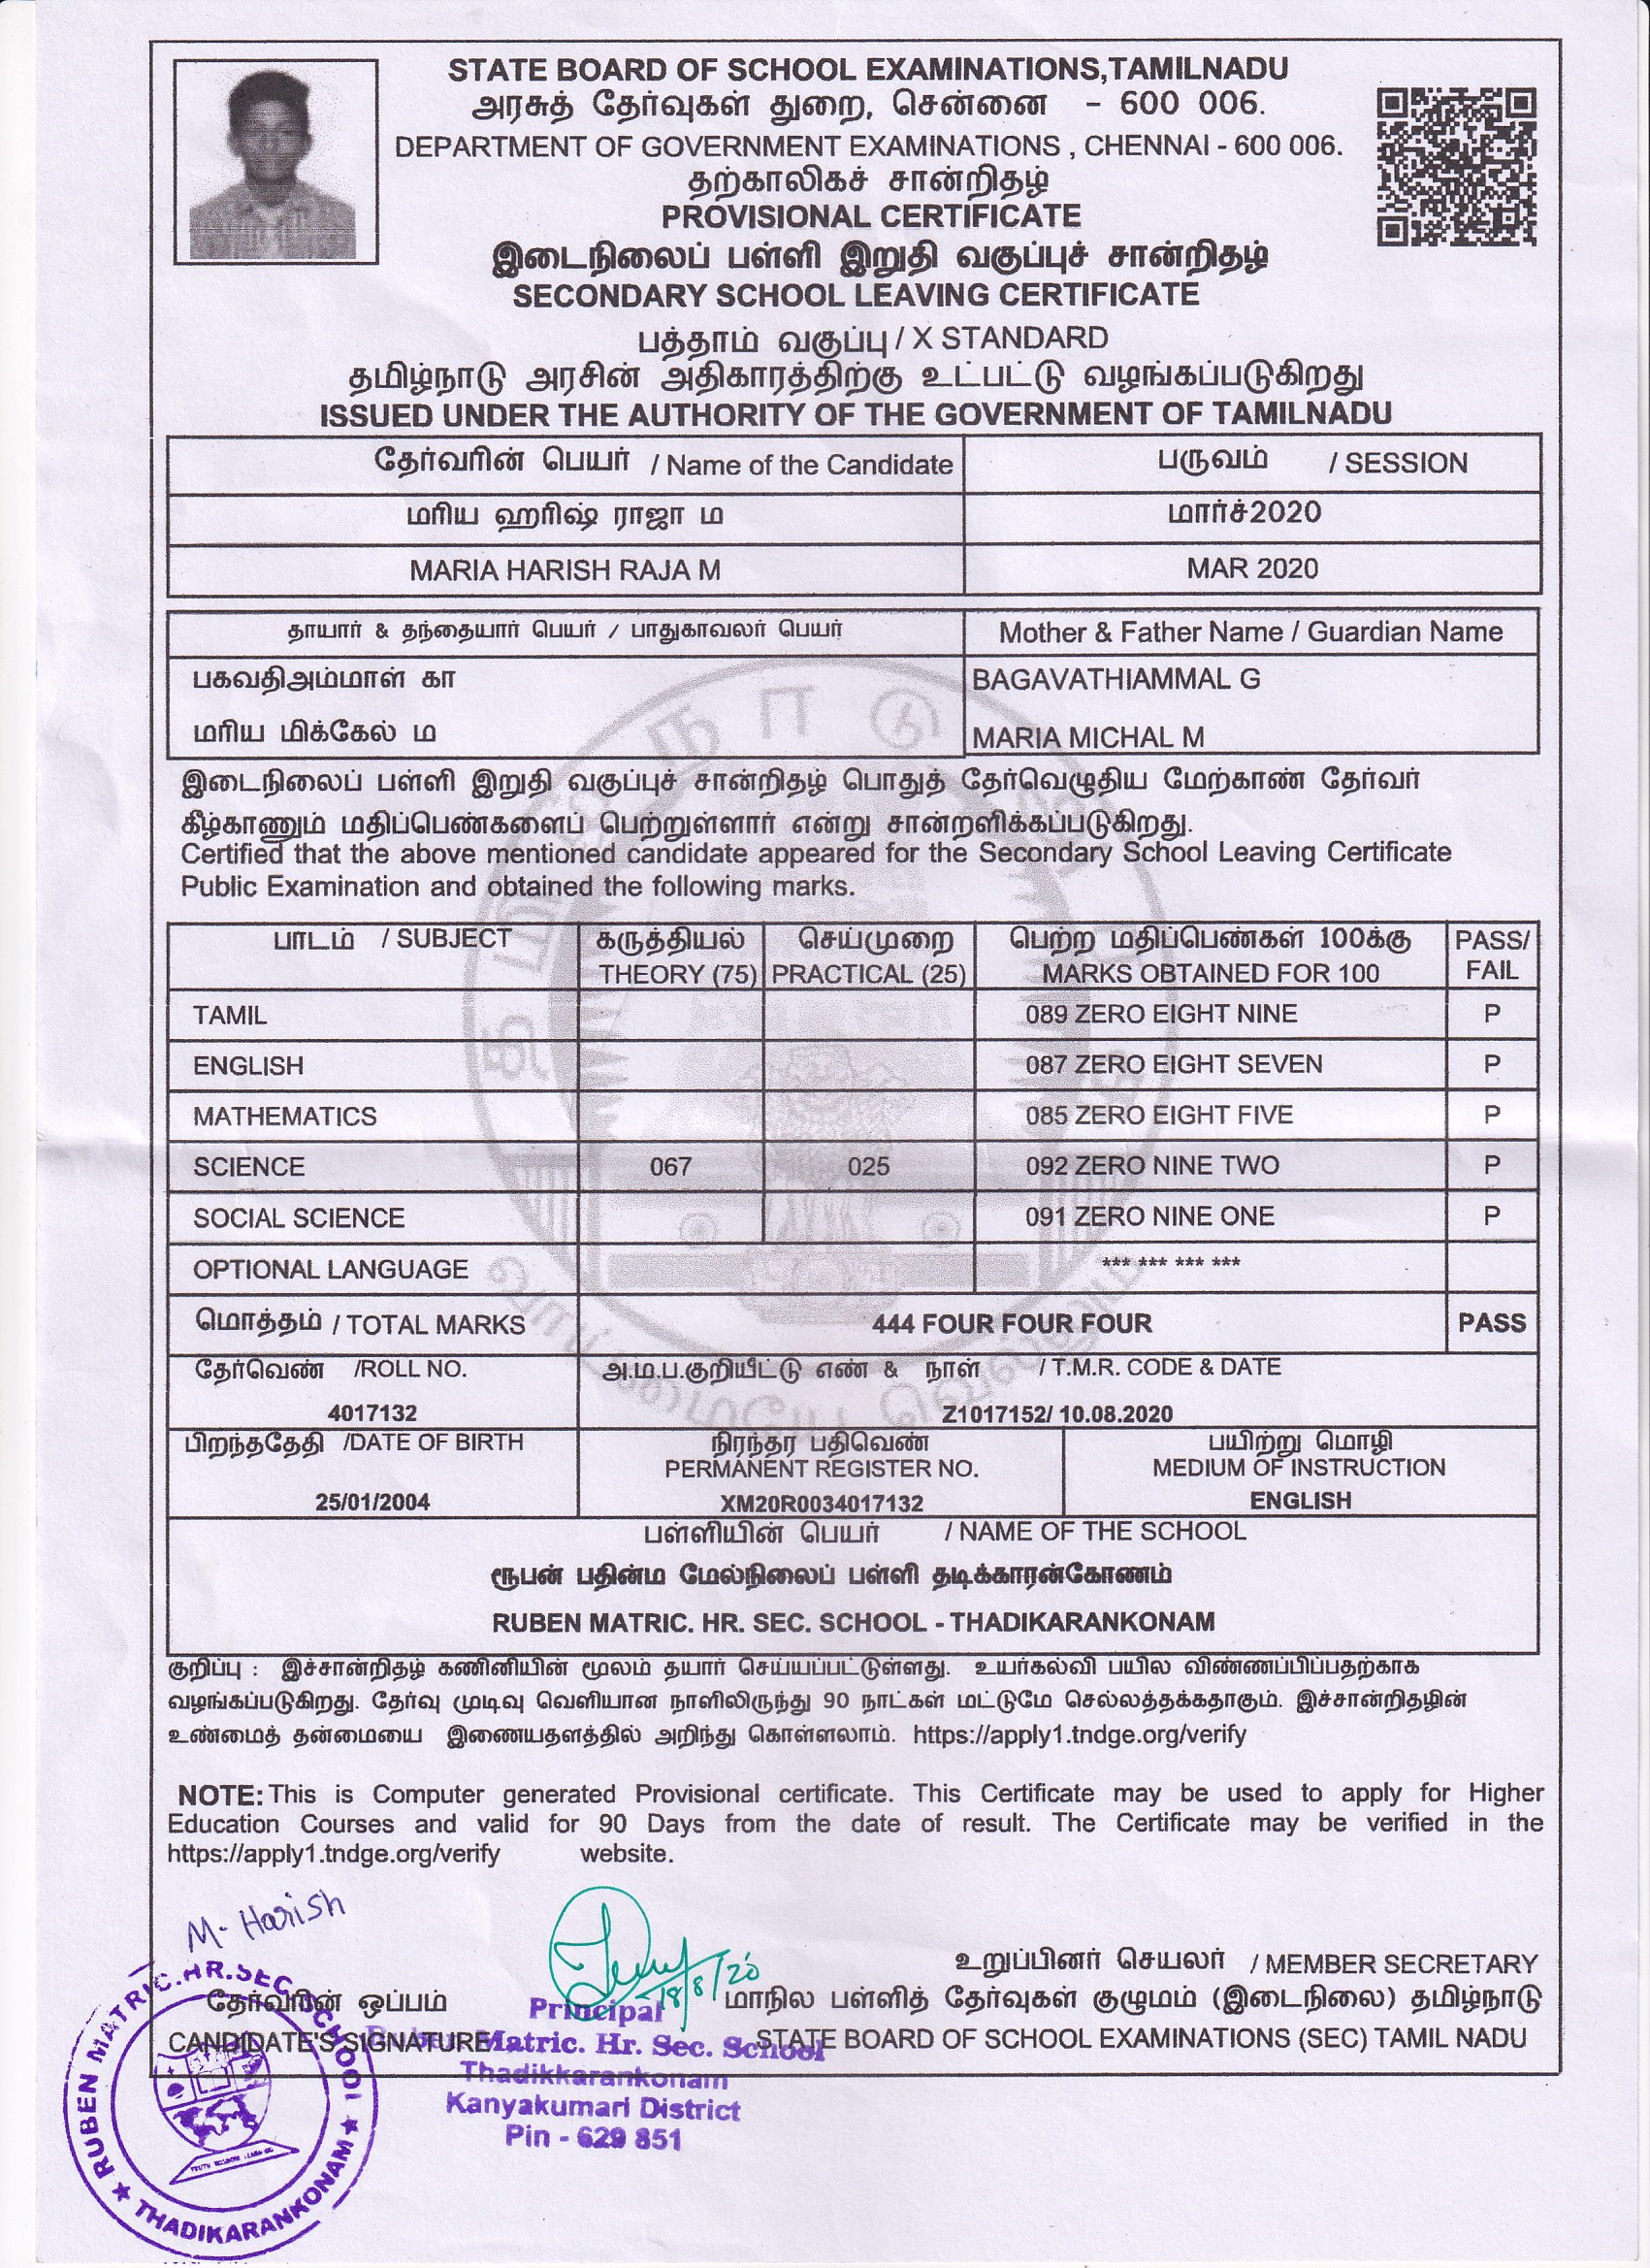 STATE BOARD OF SCHOOL EXAMINATIONS,TAMILNADU
அரசுத் தேர்வுகள் துறை, சென்னை - 600 006.
DEPARTMENT OF GOVERNMENT EXAMINATIONS , CHENNAI - 600 006.
தற்காலிகச் சான்றிதழ்
PROVISIONAL CERTIFICATE
இடைநிலைப் பள்ளி இறுதி வகுப்புச் சான்றிதழ்
SECONDARY SCHOOL LEAVING CERTIFICATE
பத்தாம் வகுப்பு / X STANDARD
தமிழ்நாடு அரசின் அதிகாரத்திற்கு உட்பட்டு வழங்கப்படுகிறது
ISSUED UNDER THE AUTHORITY OF THE GOVERNMENT OF TAMILNADU
தேர்வரின் பெயர் / Name of the Candidate பருவம் / SESSION
மரிய ஹரிஷ் ராஜா ம மார்ச்2020
MARIA HARISH RAJA M MAR 2020
தாயார் & தந்தையார் பெயர் / பாதுகாவலர் பெயர் Mother & Father Name / Guardian Name
பகவதிஅம்மாள் கா BAGAVATHIAMMAL G
மரிய மிக்கேல் ம MARIA MICHAL M
இடைநிலைப் பள்ளி இறுதி வகுப்புச் சான்றிதழ் பொதுத் தேர்வெழுதிய மேற்காண் தேர்வர்
கீழ்காணும் மதிப்பெண்களைப் பெற்றுள்ளார் என்று சான்றளிக்கப்படுகிறது.
Certified that the above mentioned candidate appeared for the Secondary School Leaving Certificate
Public Examination and obtained the following marks.
பாடம் / SUBJECT கருத்தியல் செய்முறை பெற்ற மதிப்பெண்கள் 100க்கு PASS/
THEORY (75) PRACTICAL (25) MARKS OBTAINED FOR 100 FAIL
TAMIL 089 ZERO EIGHT NINE P
ENGLISH 087 ZERO EIGHT SEVEN P
MATHEMATICS 085 ZERO EIGHT FIVE P
SCIENCE 067 025 092 ZERO NINE TWO P
SOCIAL SCIENCE 091 ZERO NINE ONE P
OPTIONAL LANGUAGE *** *** *** ***
மொத்தம் / TOTAL MARKS 444 FOUR FOUR FOUR PASS
தேர்வெண் /ROLL NO. அ.ம.ப.குறியீட்டு எண் & நாள் / T.M.R. CODE & DATE
4017132 Z1017152/ 10.08.2020
பிறந்ததேதி /DATE OF BIRTH நிரந்தர பதிவெண் பயிற்று மொழி
PERMANENT REGISTER NO. MEDIUM OF INSTRUCTION
25/01/2004 XM20R0034017132 ENGLISH
பள்ளியின் பெயர் / NAME OF THE SCHOOL
ரூபன் பதின்ம மேல்நிலைப் பள்ளி தடிக்காரன்கோணம்
RUBEN MATRIC. HR. SEC. SCHOOL - THADIKARANKONAM
குறிப்பு : இச்சான்றிதழ் கணினியின் மூலம் தயார் செய்யப்பட்டுள்ளது. உயர்கல்வி பயில விண்ணப்பிப்பதற்காக
வழங்கப்படுகிறது. தேர்வு முடிவு வெளியான நாளிலிருந்து 90 நாட்கள் மட்டுமே செல்லத்தக்கதாகும். இச்சான்றிதழின்
உண்மைத் தன்மையை இணையதளத்தில் அறிந்து கொள்ளலாம். https://apply1.tndge.org/verify
NOTE: This is Computer generated Provisional certificate. This Certificate may be used to apply for Higher
Education Courses and valid for 90 Days from the date of result. The Certificate may be verified in the
https://apply1.tndge.org/verify website.
M. Harish
18/8/20
உறுப்பினர் செயலர் / MEMBER SECRETARY
தேர்வரின் ஒப்பம் மாநில பள்ளித் தேர்வுகள் குழுமம் (இடைநிலை) தமிழ்நாடு
CANDIDATE'S SIGNATURE STATE BOARD OF SCHOOL EXAMINATIONS (SEC) TAMIL NADU
Principal
Ruben Matric. Hr. Sec. School
Thadikkarankonam
Kanyakumari District
Pin - 629 851
RUBEN MATRIC.HR.SEC.SCHOOL
★ THADIKARANKONAM ★
தமிழ்நாடு
வாய்மையே வெல்லும்